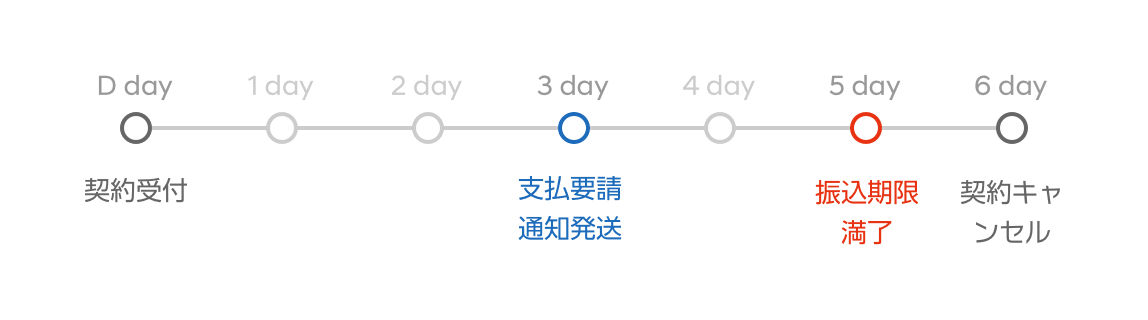 D day
1 day
2 day
3 day
4 day
5 day
6 day
契約受付
支払要請
通知発送
振込期限
満了
契約キャ
ンセル